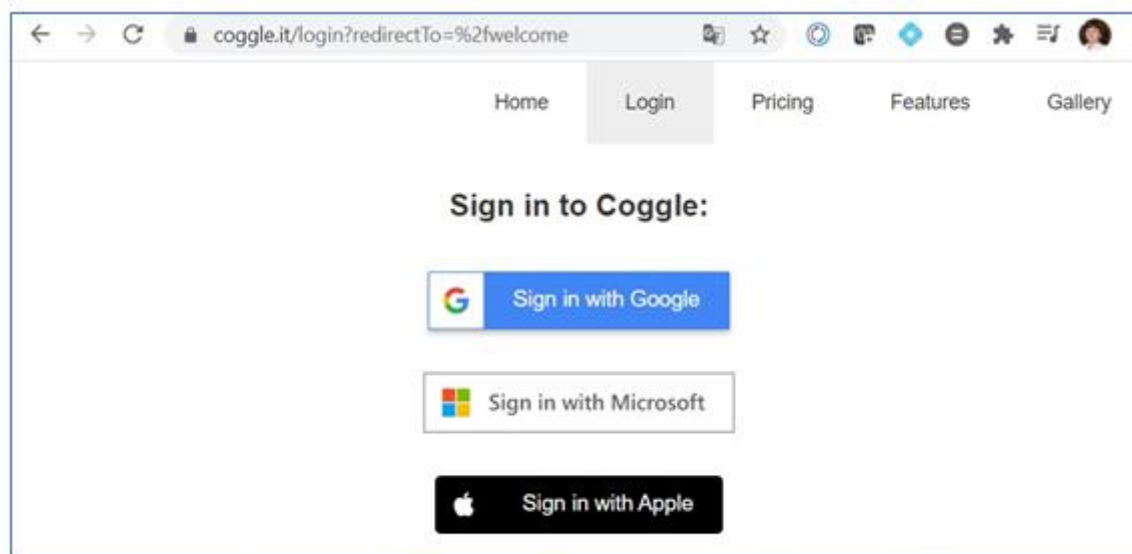 coggle.it/login?redirectTo=%2fwelcome
Home Login Pricing Features Gallery
Sign in to Coggle:
Sign in with Google
Sign in with Microsoft
Sign in with Apple